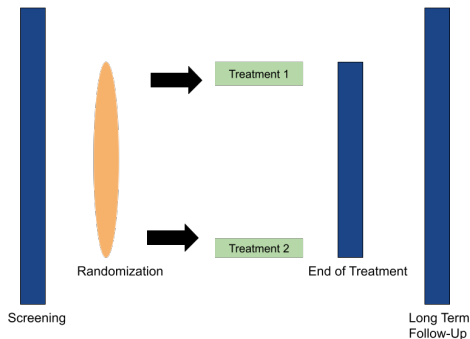 Treatment 1
Treatment 2
Randomization
End of Treatment
Screening
Long Term
Follow-Up